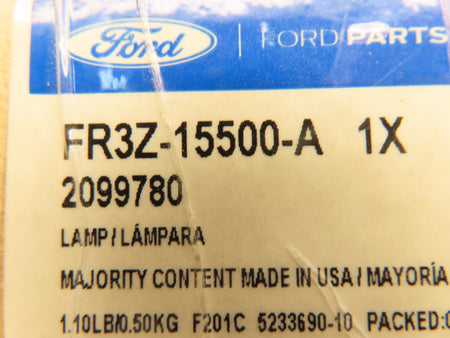 Ford FORD PARTS
FR3Z-15500-A 1X
2099780
LAMP/LÁMPARA
MAJORITY CONTENT MADE IN USA/MAYORÍA
1.10LB/0.50KG F201C 5233690-10 PACKED: